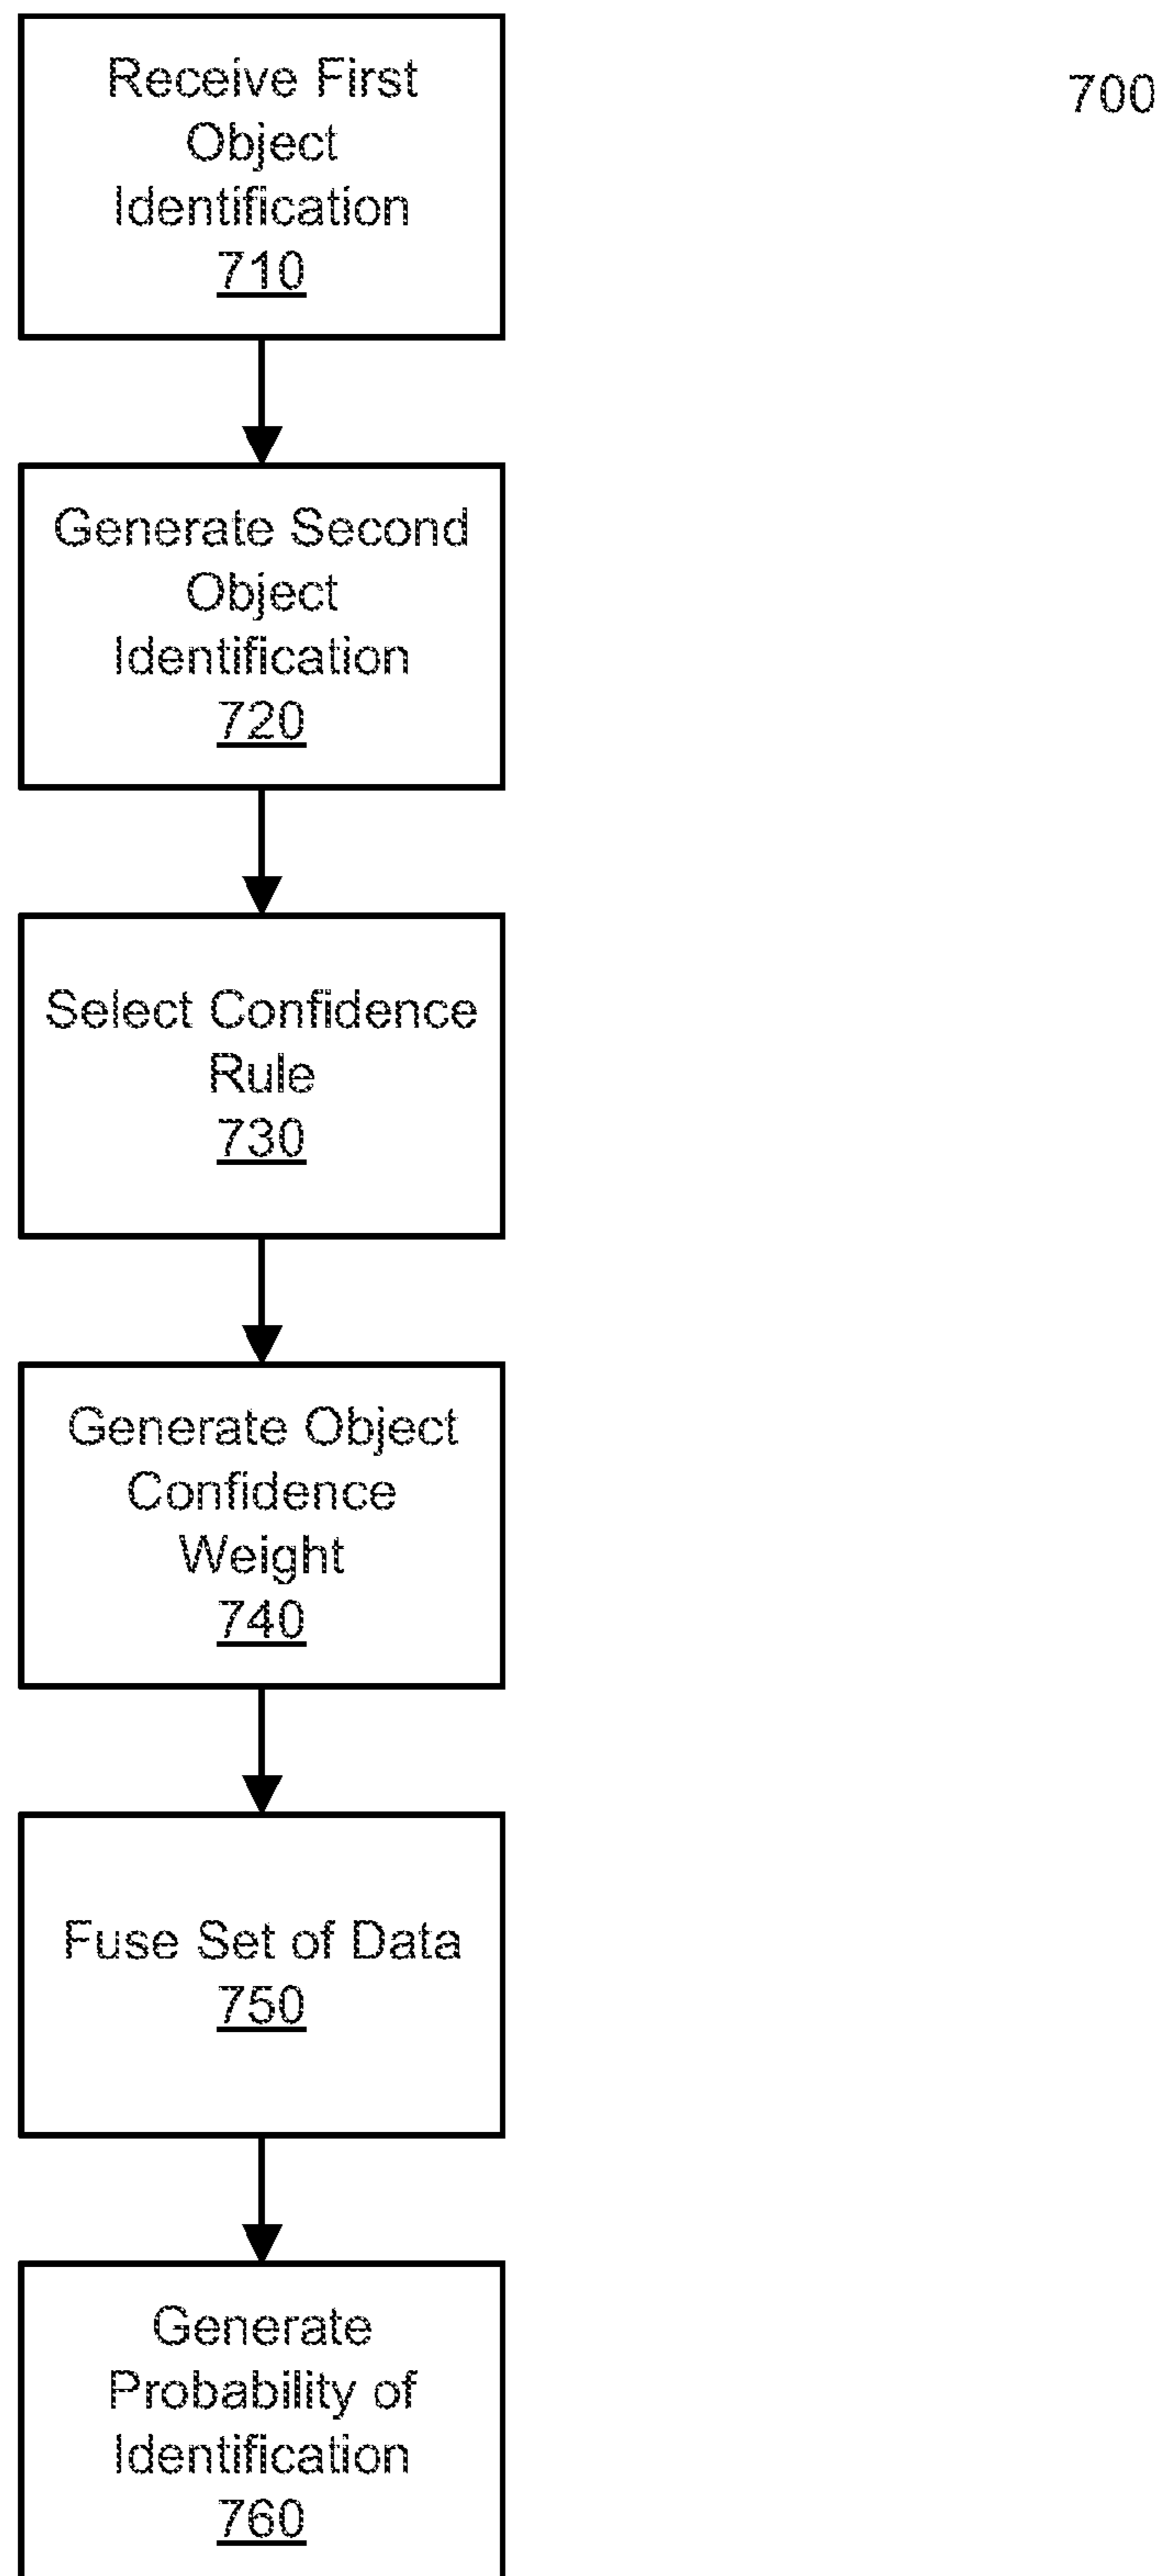 Receive First
Object
Identification
710
700
Generate Second
Object
Identification
720
Select Confidence
Rule
730
Generate Object
Confidence
Weight
740
Fuse Set of Data
750
Generate
Probability of
Identification
760